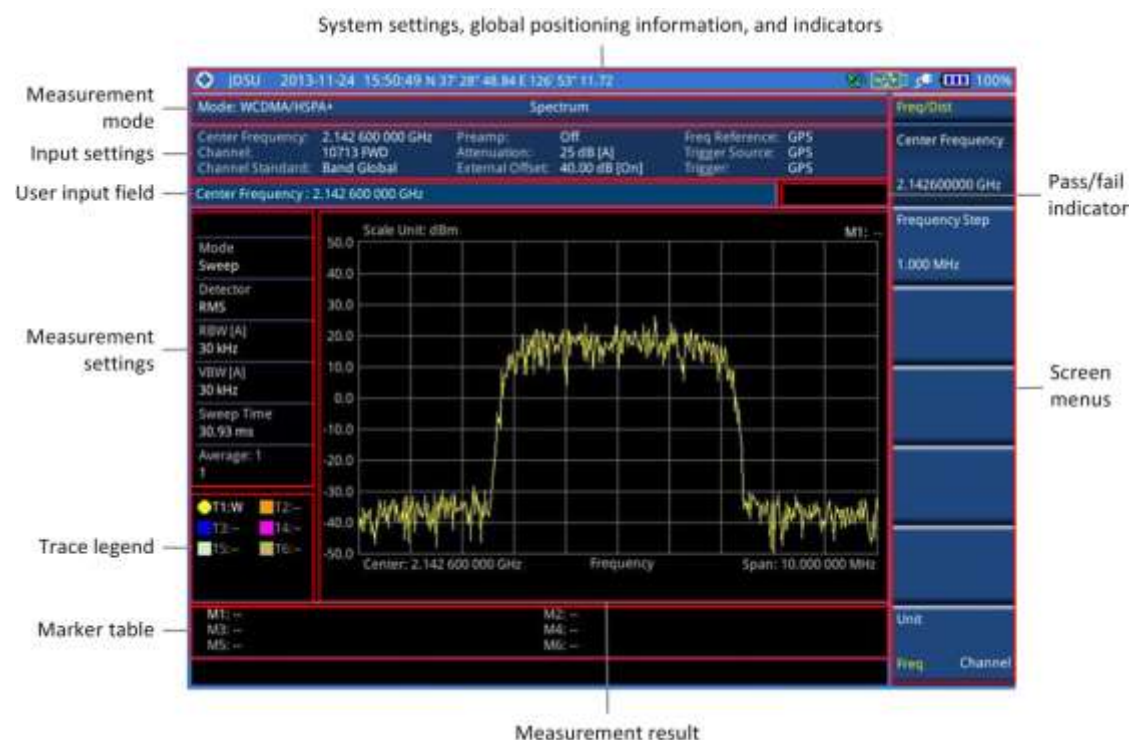 System settings, global positioning information, and indicators
JDSU 2013-11-24 15:50:49 N 37° 28" 48.84 E 126° 53" 11.72 100%
Measurement mode
Mode: WCDMA/HSPA+ Spectrum
Freq/Dist
Input settings
Center Frequency: 2.142 600 000 GHz Preamp: Off Freq Reference: GPS
Channel: 10713 FWD Attenuation: 25 dB [A] Trigger Source: GPS
Channel Standard: Band Global External Offset: 40.00 dB [On] Trigger: GPS
Center Frequency
2.142600000 GHz
User input field
Center Frequency : 2.142 600 000 GHz
Pass/fail indicator
Frequency Step
1.000 MHz
Measurement settings
Mode
Sweep
Detector
RMS
RBW [A]
30 kHz
VBW [A]
30 kHz
Sweep Time
30.93 ms
Average: 1
1
Scale Unit: dBm M1: --
50.0
40.0
30.0
20.0
10.0
0.0
-10.0
-20.0
-30.0
-40.0
-50.0
Center: 2.142 600 000 GHz Frequency Span: 10.000 000 MHz
Screen menus
Trace legend
T1:W T2:--
T3:-- T4:--
T5:-- T6:--
Marker table
M1: -- M2: --
M3: -- M4: --
M5: -- M6: --
Unit
Freq Channel
Measurement result